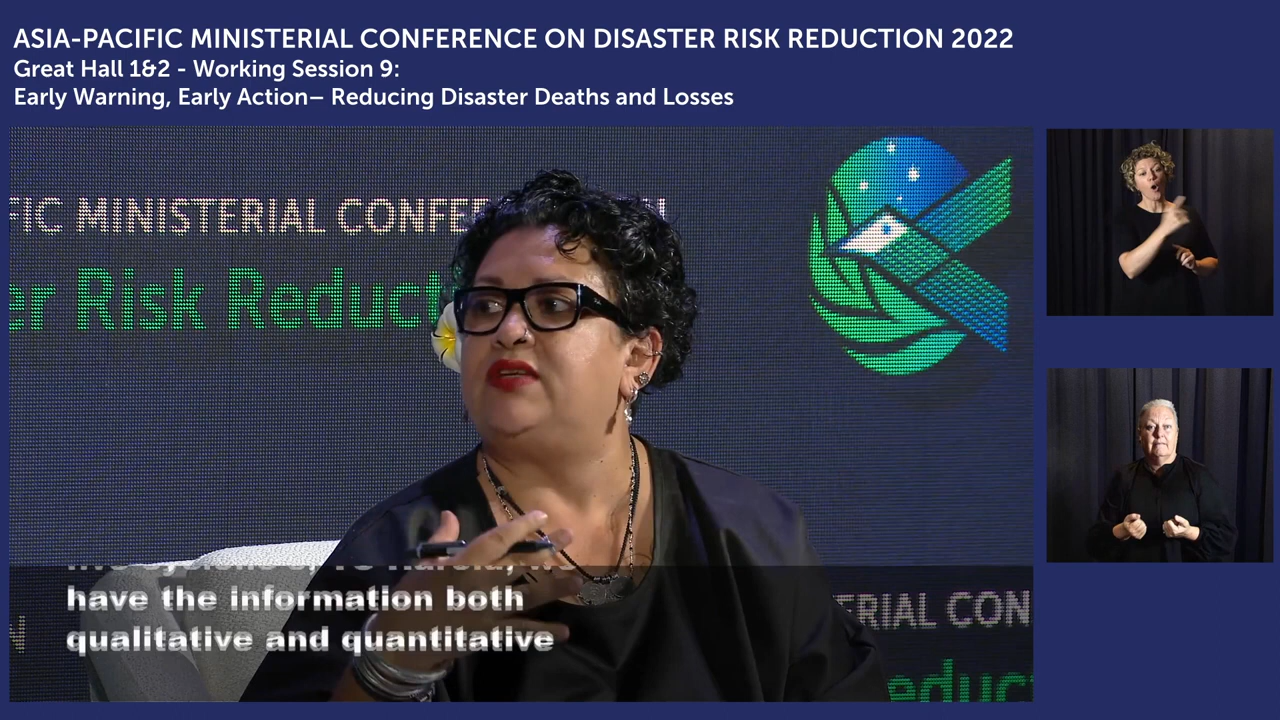 ASIA-PACIFIC MINISTERIAL CONFERENCE ON DISASTER RISK REDUCTION 2022
Great Hall 1&2 - Working Session 9:
Early Warning, Early Action– Reducing Disaster Deaths and Losses
FIC MINISTERIAL CONFE
er Risk Reduct
have the information both
qualitative and quantitative
ERIAL CON
educ